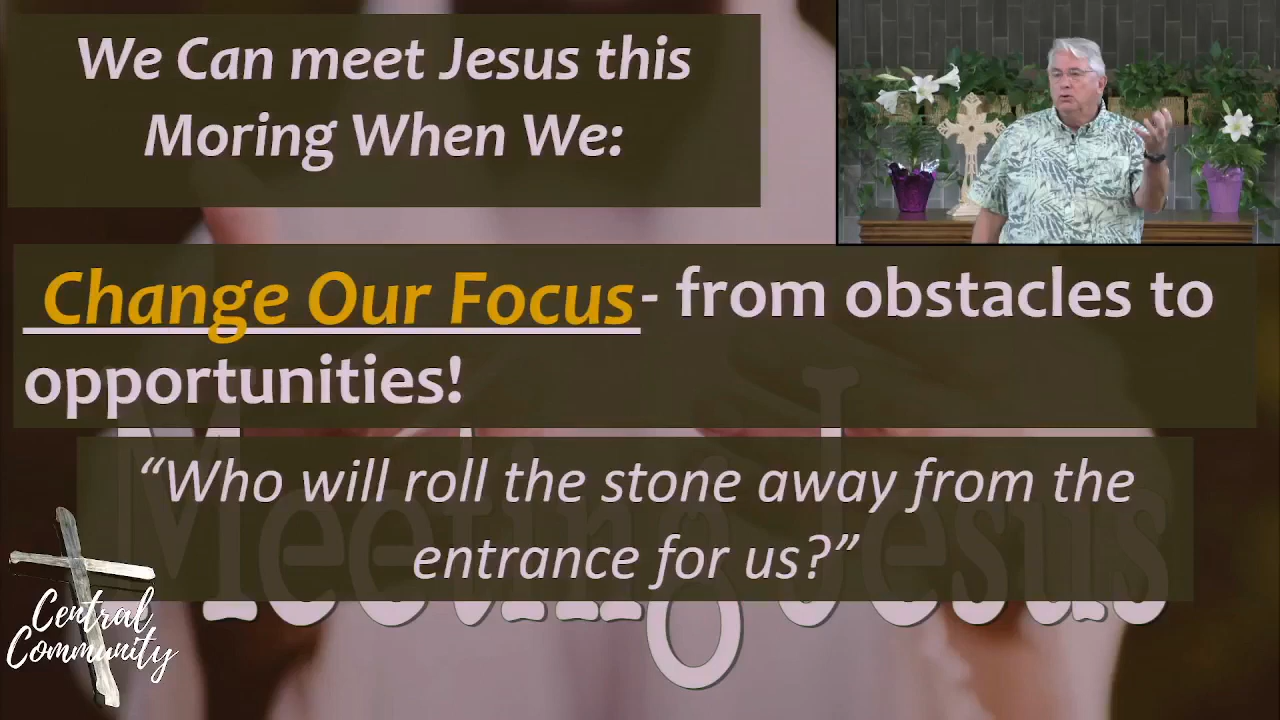 We Can meet Jesus this
Moring When We:
Change Our Focus- from obstacles to
opportunities!
“Who will roll the stone away from the
entrance for us?”
Meeting Jesus
Central
Community